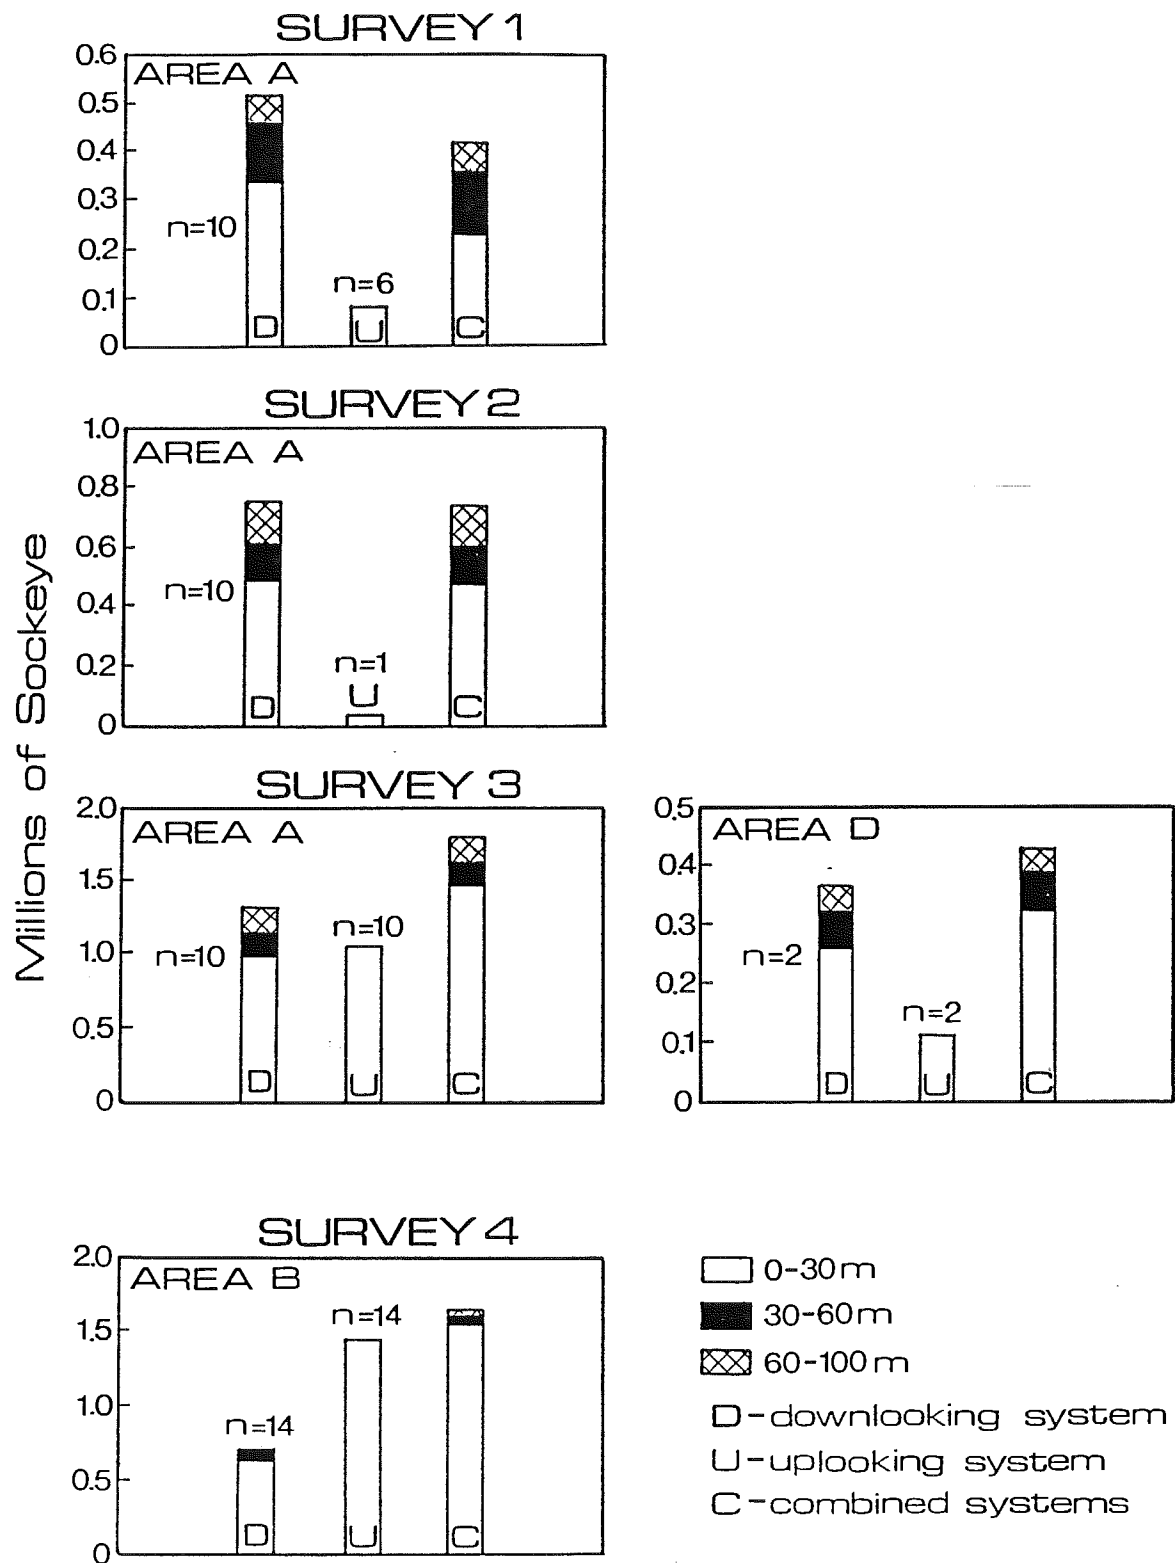 SURVEY 1
AREA A
0.6
0.5
0.4
0.3
0.2
0.1
0
n=10
n=6
D
U
C
SURVEY 2
AREA A
1.0
0.8
0.6
0.4
0.2
0
n=10
n=1
D
U
C
Millions of Sockeye
SURVEY 3
AREA A
2.0
1.5
1.0
0.5
0
n=10
n=10
D
U
C
AREA D
0.5
0.4
0.3
0.2
0.1
0
n=2
n=2
D
U
C
SURVEY 4
AREA B
2.0
1.5
1.0
0.5
0
n=14
n=14
D
U
C
0-30m
30-60m
60-100m
D-downlooking system
U-uplooking system
C-combined systems